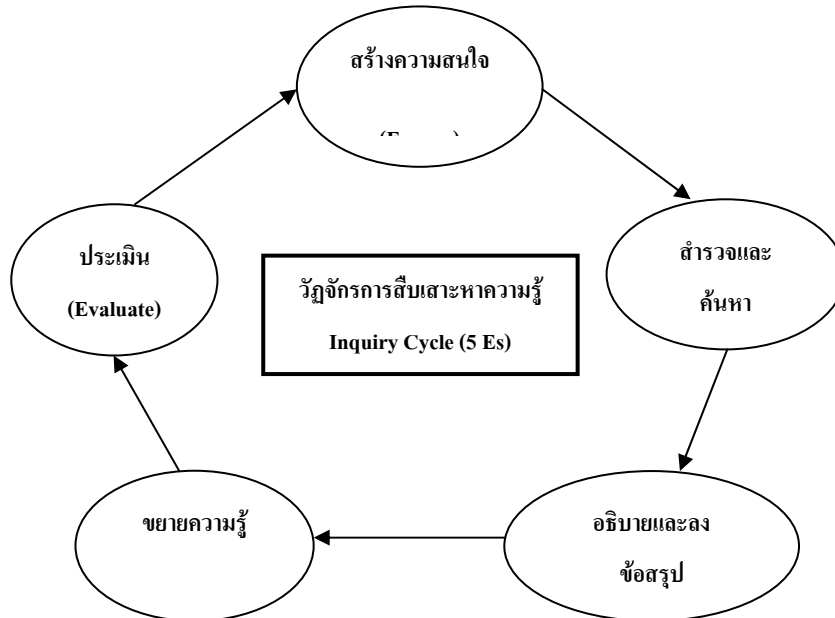 สร้างความสนใจ
ประเมิน
(Evaluate)
วัฏจักรการสืบเสาะหาความรู้
Inquiry Cycle (5 Es)
สำรวจและ
ค้นหา
ขยายความรู้
อธิบายและลง
ข้อสรุป